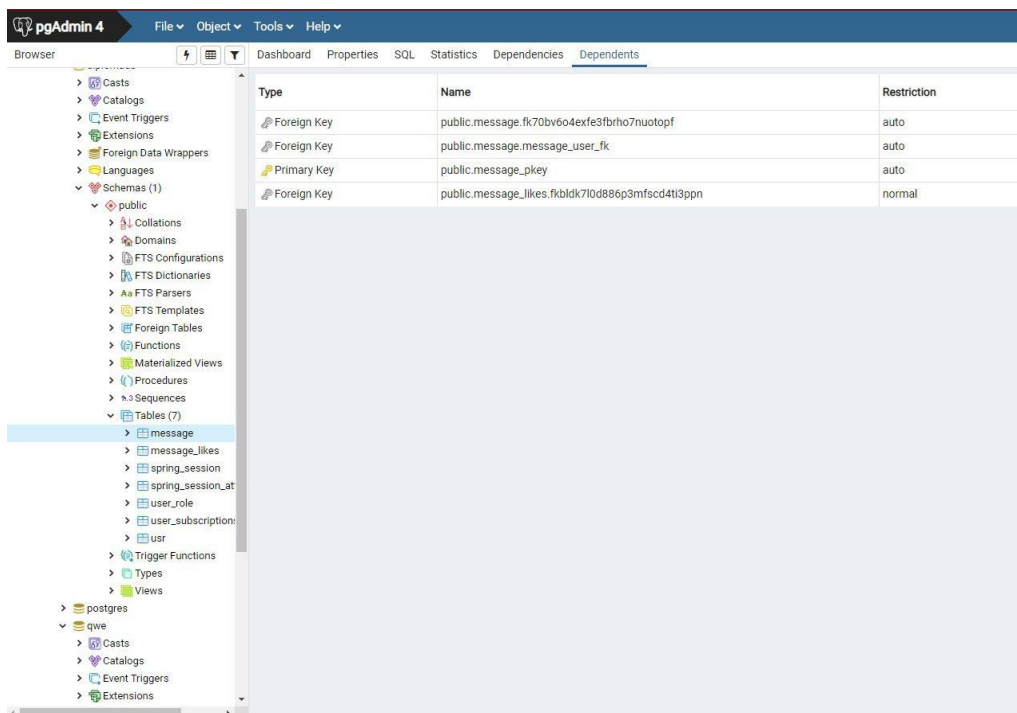 pgAdmin 4 File Object Tools Help
Browser Dashboard Properties SQL Statistics Dependencies Dependents
Casts
Catalogs
Event Triggers
Extensions
Foreign Data Wrappers
Languages
Schemas (1)
public
Collations
Domains
FTS Configurations
FTS Dictionaries
Aa FTS Parsers
FTS Templates
Foreign Tables
Functions
Materialized Views
Procedures
1..3 Sequences
Tables (7)
message
message_likes
spring_session
spring_session_at
user_role
user_subscription
usr
Trigger Functions
Types
Views
postgres
qwe
Casts
Catalogs
Event Triggers
Extensions
Type Name Restriction
Foreign Key public.message.fk70bv6o4exfe3fbrho7nuotopf auto
Foreign Key public.message.message_user_fk auto
Primary Key public.message_pkey auto
Foreign Key public.message_likes.fkbldk7l0d886p3mfscd4ti3ppn normal